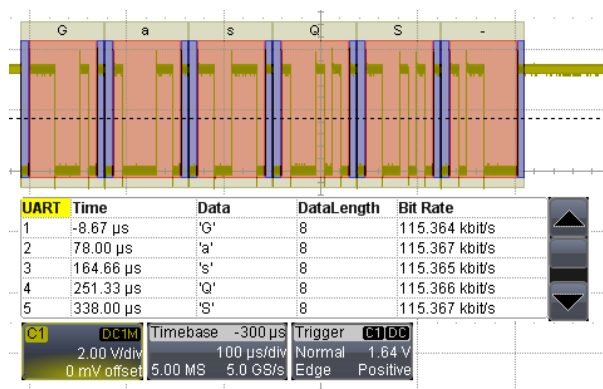 G a s Q S -
UART Time Data DataLength Bit Rate
1 -8.67 µs 'G' 8 115.364 kbit/s
2 78.00 µs 'a' 8 115.367 kbit/s
3 164.66 µs 's' 8 115.365 kbit/s
4 251.33 µs 'Q' 8 115.366 kbit/s
5 338.00 µs 'S' 8 115.367 kbit/s
C1 DC1M Timebase -300 µs Trigger C1 DC
2.00 V/div 100 µs/div Normal 1.64 V
0 mV offset 5.00 MS 5.0 GS/s Edge Positive